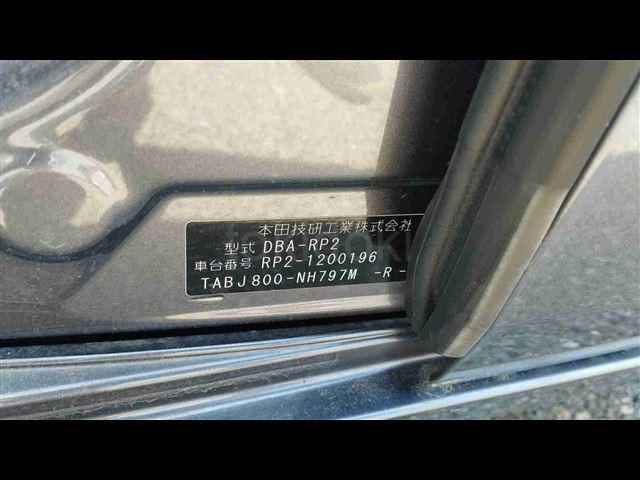 本田技研工業株式会社
型式 DBA-RP2
車台番号 RP2-1200196
TABJ800-NH797M -R -